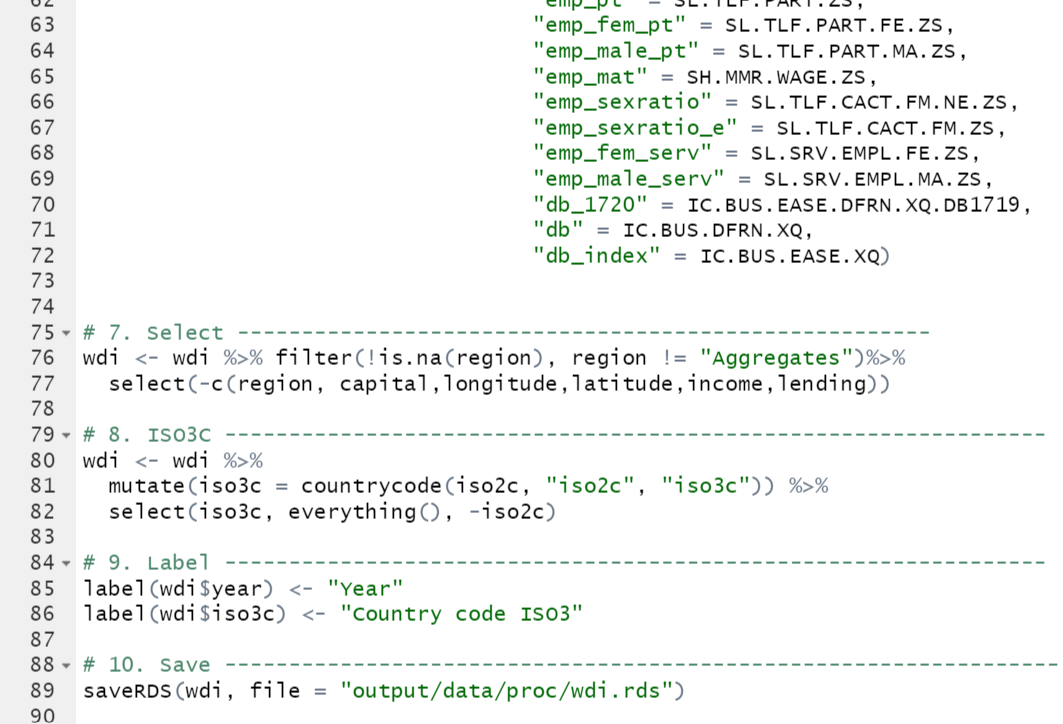 62 "emp_pt" = SL.TLF.PART.ZS,
63 "emp_fem_pt" = SL.TLF.PART.FE.ZS,
64 "emp_male_pt" = SL.TLF.PART.MA.ZS,
65 "emp_mat" = SH.MMR.WAGE.ZS,
66 "emp_sexratio" = SL.TLF.CACT.FM.NE.ZS,
67 "emp_sexratio_e" = SL.TLF.CACT.FM.ZS,
68 "emp_fem_serv" = SL.SRV.EMPL.FE.ZS,
69 "emp_male_serv" = SL.SRV.EMPL.MA.ZS,
70 "db_1720" = IC.BUS.EASE.DFRN.XQ.DB1719,
71 "db" = IC.BUS.DFRN.XQ,
72 "db_index" = IC.BUS.EASE.XQ)
73
74
75 # 7. Select ------------------------------------------------------
76 wdi <- wdi %>% filter(!is.na(region), region != "Aggregates")%>%
77 select(-c(region, capital,longitude,latitude,income,lending))
78
79 # 8. ISO3C ----------------------------------------------------------------
80 wdi <- wdi %>%
81 mutate(iso3c = countrycode(iso2c, "iso2c", "iso3c")) %>%
82 select(iso3c, everything(), -iso2c)
83
84 # 9. Label ----------------------------------------------------------------
85 label(wdi$year) <- "Year"
86 label(wdi$iso3c) <- "Country code ISO3"
87
88 # 10. Save -----------------------------------------------------------------
89 saveRDS(wdi, file = "output/data/proc/wdi.rds")
90